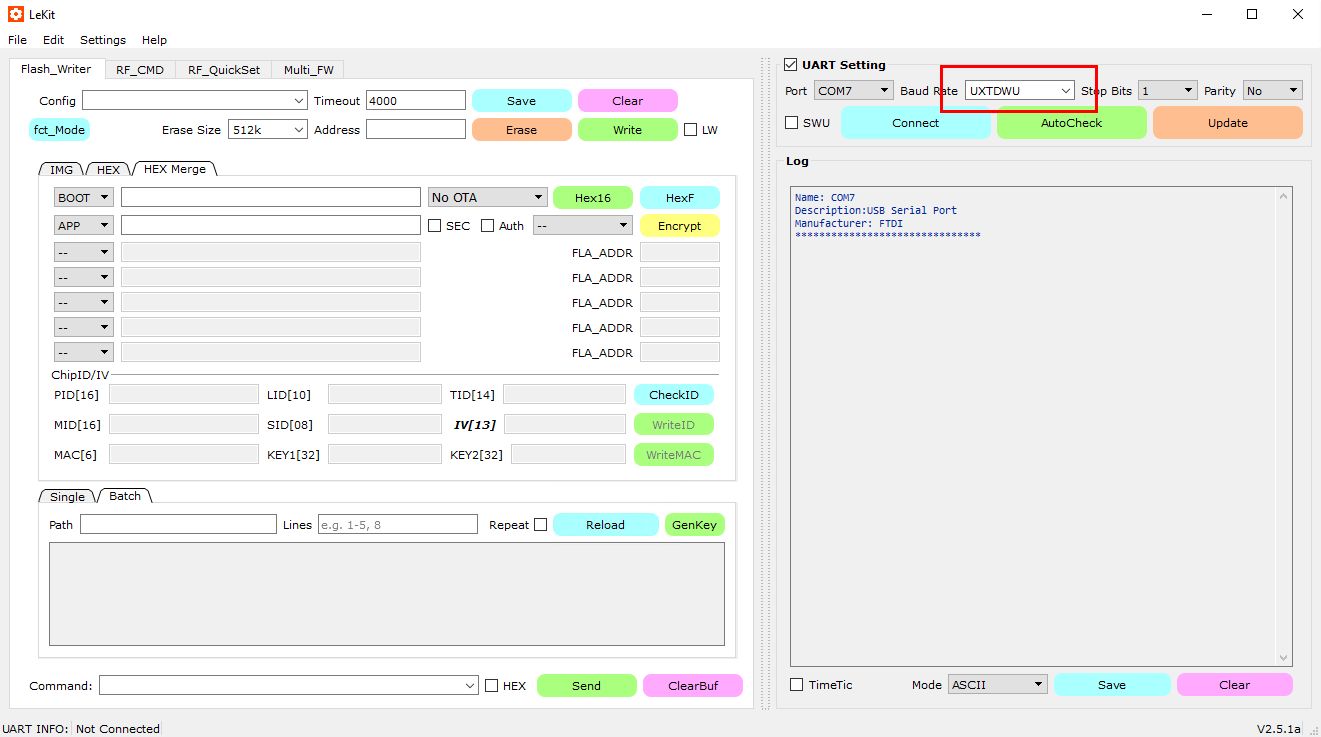 LeKit
File Edit Settings Help
Flash_Writer RF_CMD RF_QuickSet Multi_FW
Config Timeout 4000 Save Clear
fct_Mode Erase Size 512k Address Erase Write LW
IMG HEX HEX Merge
BOOT No OTA Hex16 HexF
APP SEC Auth -- Encrypt
-- FLA_ADDR
-- FLA_ADDR
-- FLA_ADDR
-- FLA_ADDR
-- FLA_ADDR
ChipID/IV
PID[16] LID[10] TID[14] CheckID
MID[16] SID[08] IV[13] WriteID
MAC[6] KEY1[32] KEY2[32] WriteMAC
Single Batch
Path Lines e.g. 1-5, 8 Repeat Reload GenKey
Command: HEX Send ClearBuf
UART Setting
Port COM7 Baud Rate UXTDWU Stop Bits 1 Parity No
SWU Connect AutoCheck Update
Log
Name: COM7
Description:USB Serial Port
Manufacturer: FTDI
*******************************
TimeTic Mode ASCII Save Clear
UART INFO: Not Connected V2.5.1a